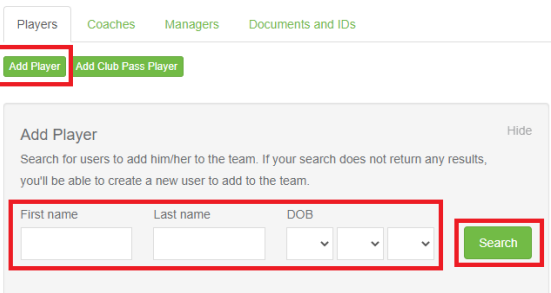 Players Coaches Managers Documents and IDs
Add Player Add Club Pass Player
Add Player Hide
Search for users to add him/her to the team. If your search does not return any results,
you'll be able to create a new user to add to the team.
First name Last name DOB
Search